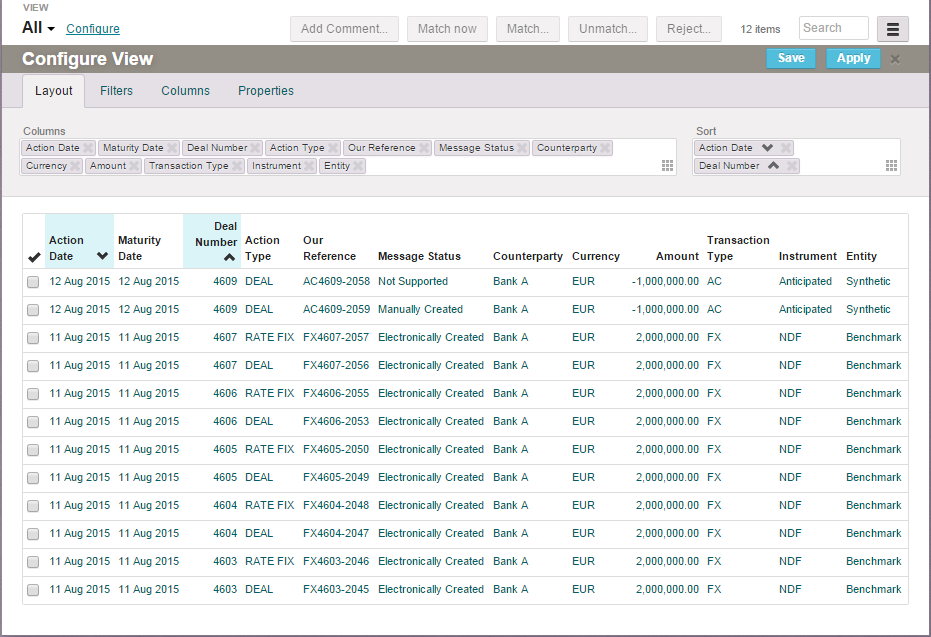 VIEW
All Configure Add Comment... Match now Match... Unmatch... Reject... 12 items Search
Configure View Save Apply
Layout Filters Columns Properties
Columns Sort
Action Date Maturity Date Deal Number Action Type Our Reference Message Status Counterparty Action Date
Currency Amount Transaction Type Instrument Entity Deal Number
Action Date Maturity Date Deal Number Action Type Our Reference Message Status Counterparty Currency Amount Transaction Type Instrument Entity
12 Aug 2015 12 Aug 2015 4609 DEAL AC4609-2058 Not Supported Bank A EUR -1,000,000.00 AC Anticipated Synthetic
12 Aug 2015 12 Aug 2015 4609 DEAL AC4609-2059 Manually Created Bank A EUR -1,000,000.00 AC Anticipated Synthetic
11 Aug 2015 11 Aug 2015 4607 RATE FIX FX4607-2057 Electronically Created Bank A EUR 2,000,000.00 FX NDF Benchmark
11 Aug 2015 11 Aug 2015 4607 DEAL FX4607-2056 Electronically Created Bank A EUR 2,000,000.00 FX NDF Benchmark
11 Aug 2015 11 Aug 2015 4606 RATE FIX FX4606-2055 Electronically Created Bank A EUR 2,000,000.00 FX NDF Benchmark
11 Aug 2015 11 Aug 2015 4606 DEAL FX4606-2053 Electronically Created Bank A EUR 2,000,000.00 FX NDF Benchmark
11 Aug 2015 11 Aug 2015 4605 RATE FIX FX4605-2050 Electronically Created Bank A EUR 2,000,000.00 FX NDF Benchmark
11 Aug 2015 11 Aug 2015 4605 DEAL FX4605-2049 Electronically Created Bank A EUR 2,000,000.00 FX NDF Benchmark
11 Aug 2015 11 Aug 2015 4604 RATE FIX FX4604-2048 Electronically Created Bank A EUR 2,000,000.00 FX NDF Benchmark
11 Aug 2015 11 Aug 2015 4604 DEAL FX4604-2047 Electronically Created Bank A EUR 2,000,000.00 FX NDF Benchmark
11 Aug 2015 11 Aug 2015 4603 RATE FIX FX4603-2046 Electronically Created Bank A EUR 2,000,000.00 FX NDF Benchmark
11 Aug 2015 11 Aug 2015 4603 DEAL FX4603-2045 Electronically Created Bank A EUR 2,000,000.00 FX NDF Benchmark